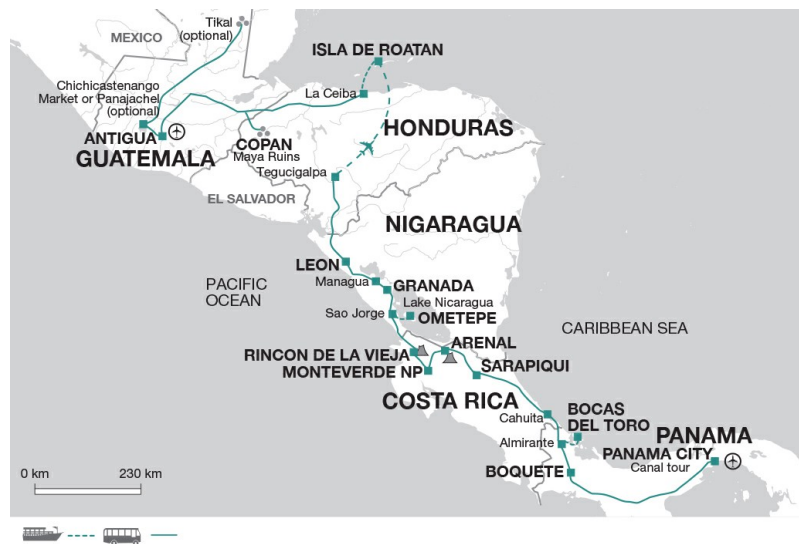 Tikal
(optional)
MEXICO
ISLA DE ROATAN
Chichicastenango
Market or Panajachel
(optional)
La Ceiba
ANTIGUA
GUATEMALA
COPAN
Maya Ruins
HONDURAS
Tegucigalpa
EL SALVADOR
NIGARAGUA
LEON
Managua
GRANADA
PACIFIC
OCEAN
Lake Nicaragua
Sao Jorge
OMETEPE
CARIBBEAN SEA
ARENAL
RINCON DE LA VIEJA
MONTEVERDE NP
SARAPIQUI
COSTA RICA
Cahuita
BOCAS
DEL TORO
Almirante
PANAMA
PANAMA CITY
Canal tour
BOQUETE
0 km
230 km